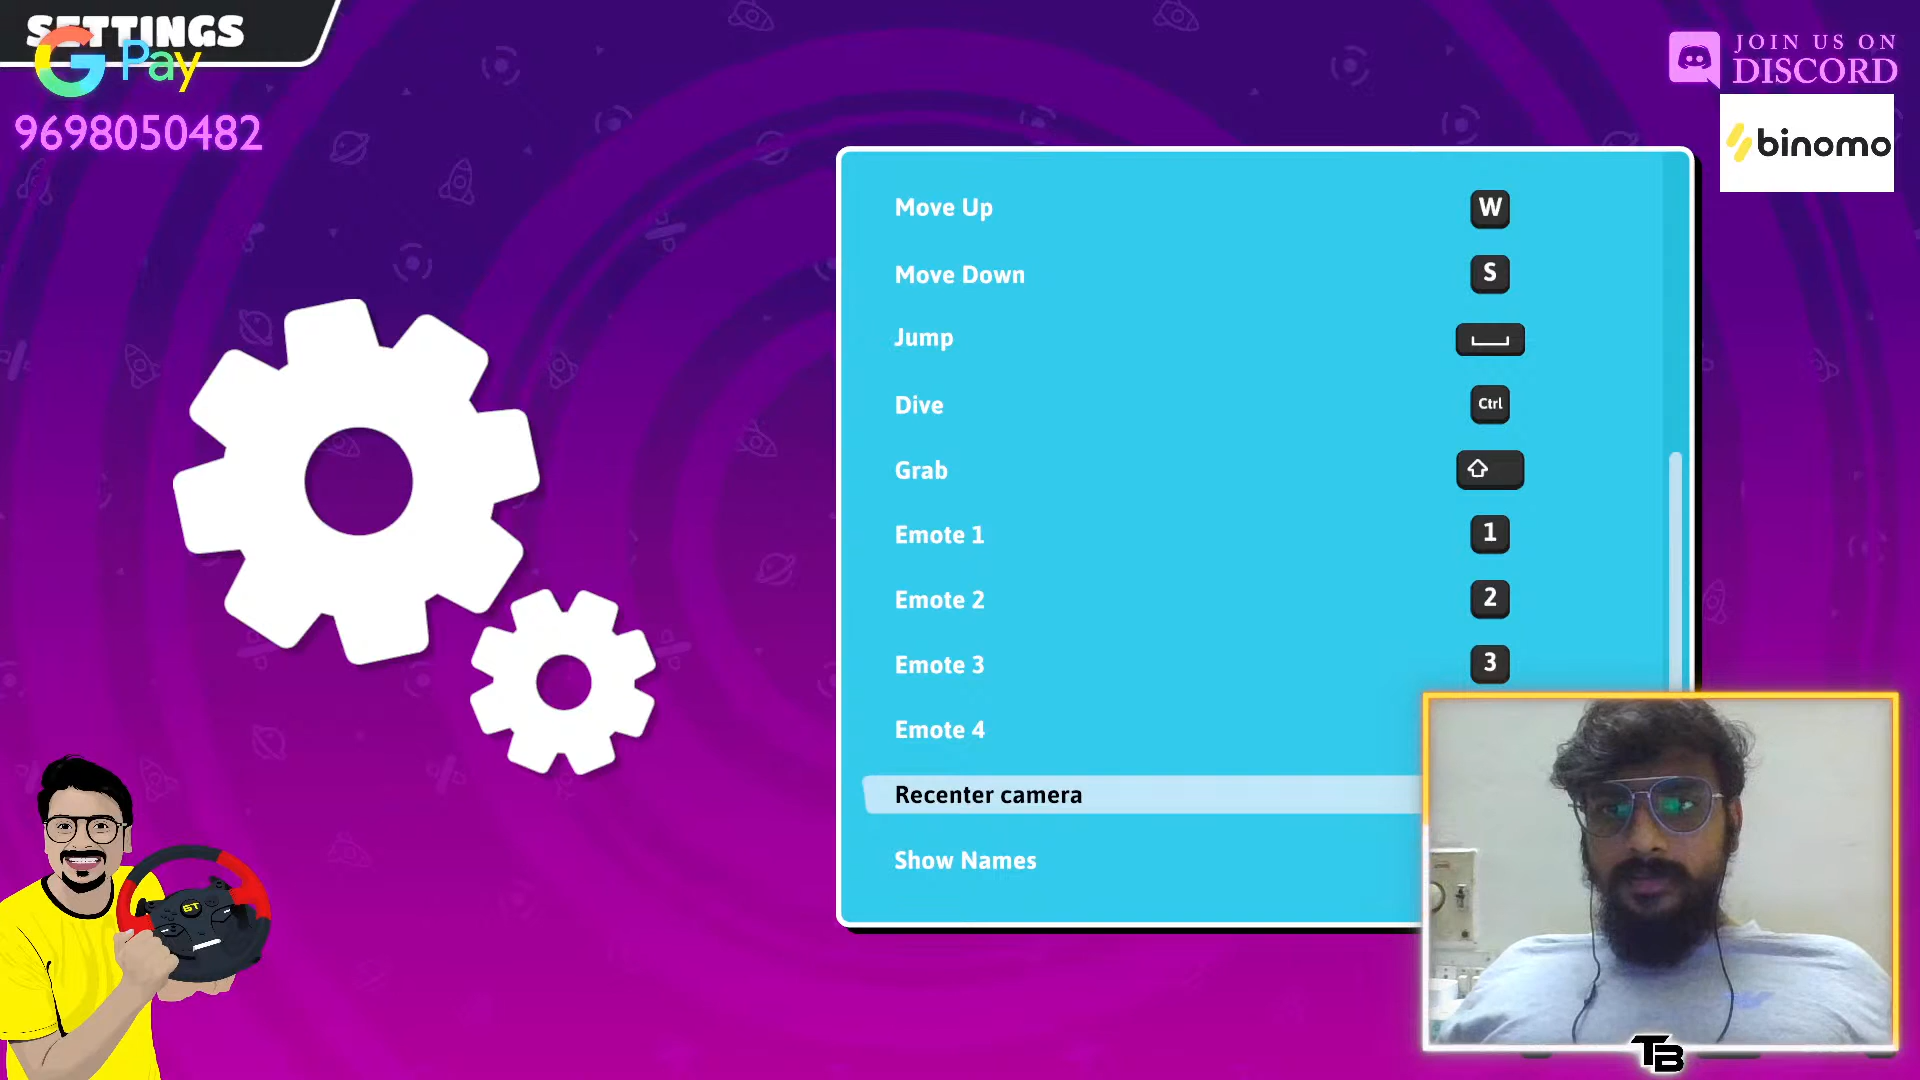 SETTINGS
G Pay
9698050482
JOIN US ON
DISCORD
binomo
Move Up
W
Move Down
S
Jump
Dive
Ctrl
Grab
Emote 1
1
Emote 2
2
Emote 3
3
Emote 4
Recenter camera
Show Names
TB